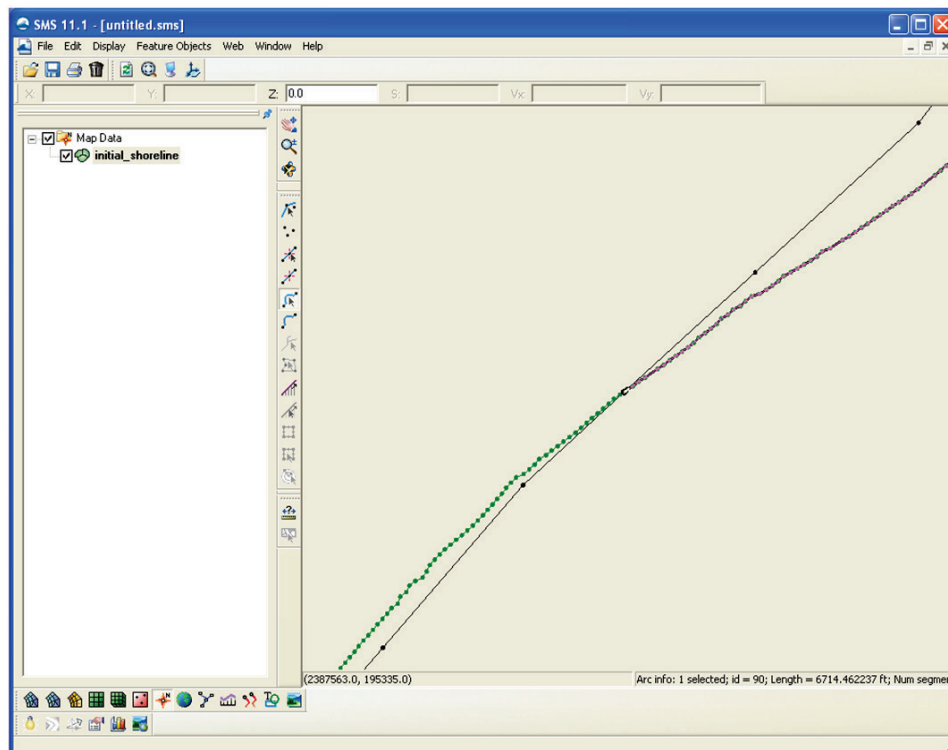 SMS 11.1 - [untitled.sms]
File Edit Display Feature Objects Web Window Help
X: Y: Z: 0.0 S: Vx: Vy:
Map Data
initial_shoreline
(2387563.0, 195335.0) Arc info: 1 selected; id = 90; Length = 6714.462237 ft; Num segmen